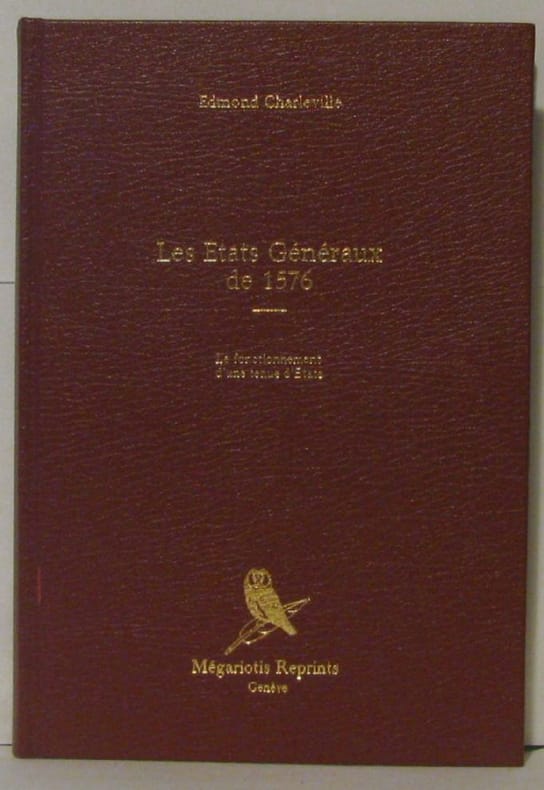 Edmond Charleville
Les Etats Généraux
de 1576
Le fonctionnement
d'une tenue d'Etats
Mégariotis Reprints
Genève